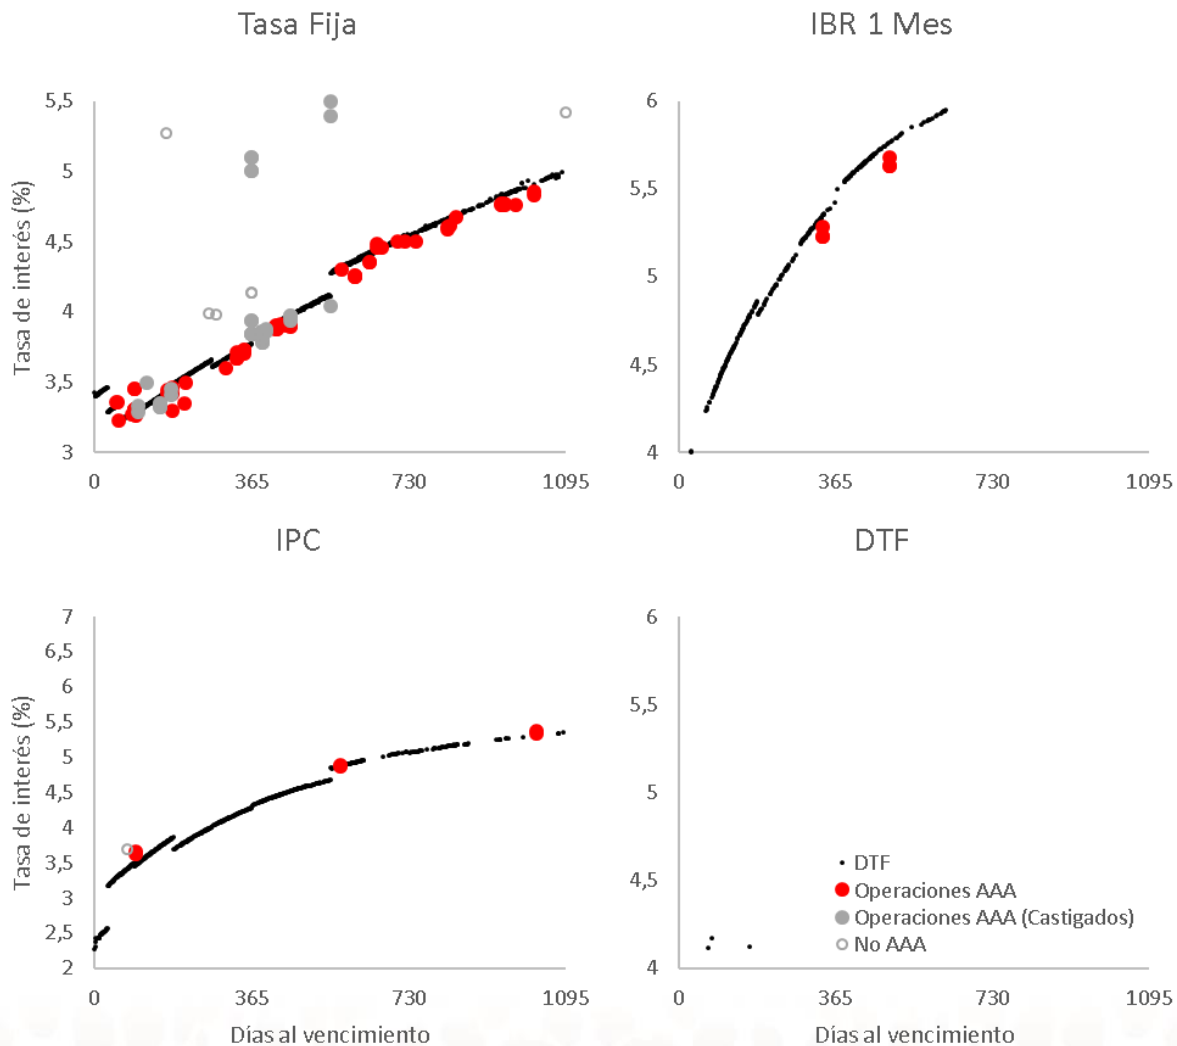 Tasa Fija
Tasa de interés (%)
5,5
5
4,5
4
3,5
3
0 365 730 1095
IBR 1 Mes
6
5,5
5
4,5
4
0 365 730 1095
IPC
Tasa de interés (%)
7
6,5
6
5,5
5
4,5
4
3,5
3
2,5
2
0 365 730 1095
Días al vencimiento
DTF
6
5,5
5
4,5
4
0 365 730 1095
Días al vencimiento
DTF
Operaciones AAA
Operaciones AAA (Castigados)
No AAA